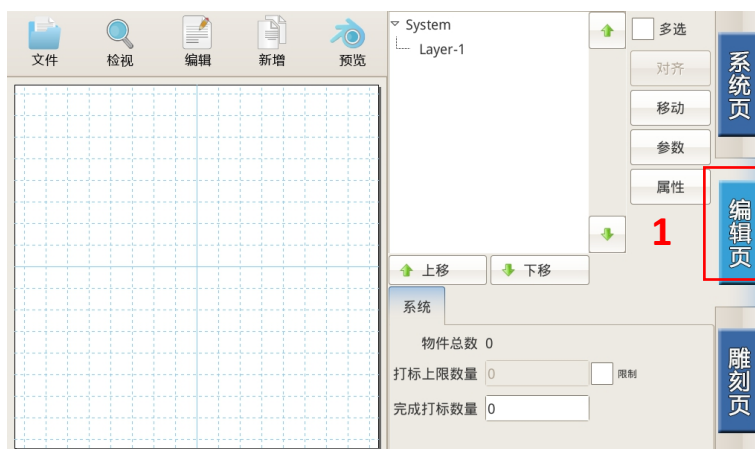 文件 检视 编辑 新增 预览
System
Layer-1
多选
对齐
移动
参数
属性
1
上移 下移
系统
物件总数 0
打标上限数量 0 限制
完成打标数量 0
系统页
编辑页
雕刻页